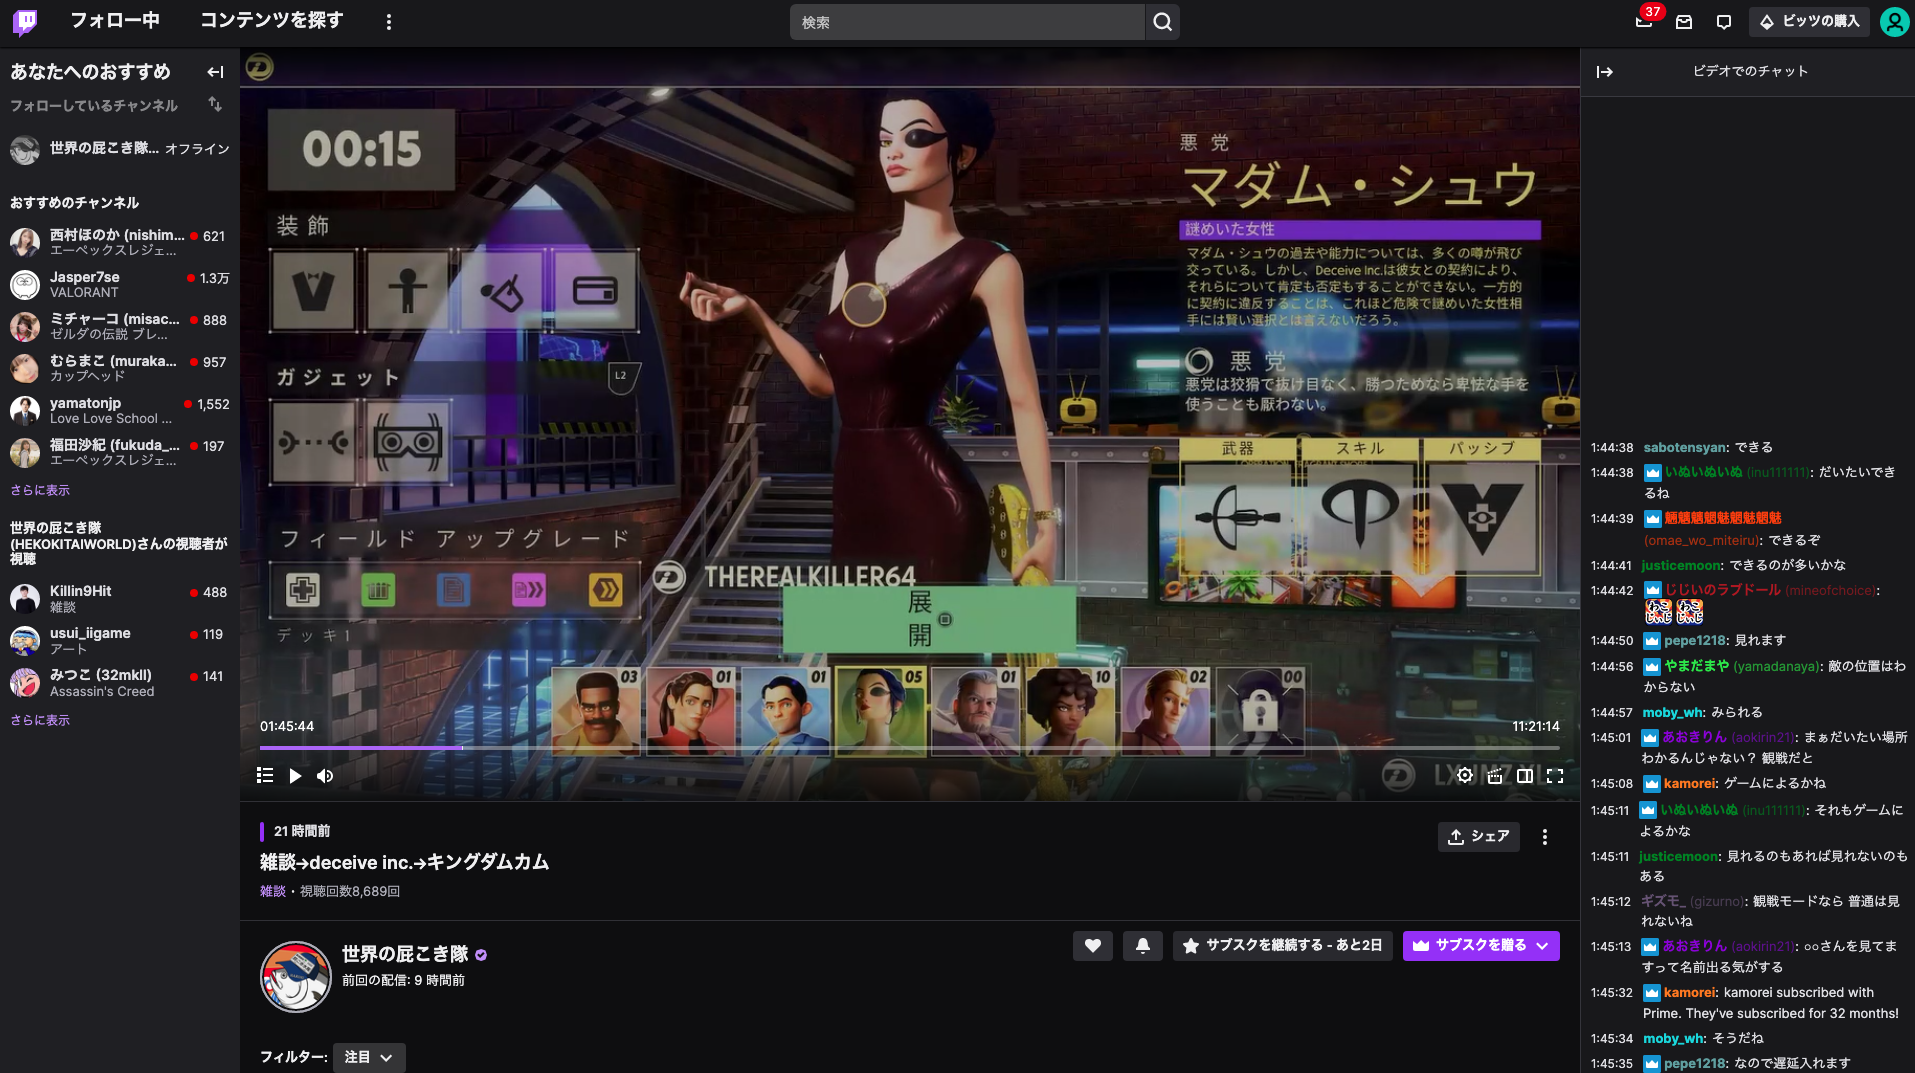 フォロー中
コンテンツを探す
検索
37
ビッツの購入
あなたへのおすすめ
フォローしているチャンネル
世界の屁こき隊... オフライン
おすすめのチャンネル
西村ほのか (nishim... 621
エーペックスレジェ...
Jasper7se 1.3万
VALORANT
ミチャーコ (misac... 888
ゼルダの伝説 ブレ...
むらまこ (muraka... 957
カップヘッド
yamatonjp 1,552
Love Love School ...
福田沙紀 (fukuda_... 197
エーペックスレジェ...
さらに表示
世界の屁こき隊
(HEKOKITAIWORLD)さんの視聴者が
視聴
Killin9Hit 488
雑談
usui_iigame 119
アート
みつこ (32mkll) 141
Assassin's Creed
さらに表示
00:15
装飾
ガジェット
L2
フィールド アップグレード
デッキ1
悪党
マダム・シュウ
謎めいた女性
マダム・シュウの過去や能力については、多くの噂が飛び
交っている。しかし、Deceive Inc.は彼女との契約により、
それらについて肯定も否定もすることができない。一方的
に契約に違反することは、これほど危険で謎めいた女性相
手には賢い選択とは言えないだろう。
悪党
悪党は狡猾で抜け目なく、勝つためなら卑怯な手を
使うことも厭わない。
武器 スキル パッシブ
THEREALKILLER64
展
開
03 01 01 05 01 10 02 00
01:45:44
11:21:14
21 時間前
雑談→deceive inc.→キングダムカム
雑談・視聴回数8,689回
シェア
世界の屁こき隊
前回の配信: 9 時間前
サブスクを継続する - あと2日
サブスクを贈る
フィルター: 注目
ビデオでのチャット
1:44:38 sabotensyan: できる
1:44:38 いぬいぬいぬ (inu111111): だいたいでき
るね
1:44:39 魍魑魍魎魅魍魅魍魅
(omae_wo_miteiru): できるぞ
1:44:41 justicemoon: できるのが多いかな
1:44:42 じじいのラブドール (mineofchoice):
1:44:50 pepe1218: 見れます
1:44:56 やまだまや (yamadanaya): 敵の位置はわ
からない
1:44:57 moby_wh: みられる
1:45:01 あおきりん (aokirin21): まぁだいたい場所
わかるんじゃない？ 観戦だと
1:45:08 kamorei: ゲームによるかね
1:45:11 いぬいぬいぬ (inu111111): それもゲームに
よるかな
1:45:11 justicemoon: 見れるのもあれば見れないのも
ある
1:45:12 ギズモ_ (gizurno): 観戦モードなら 普通は見
れないね
1:45:13 あおきりん (aokirin21): ○○さんを見てま
すって名前出る気がする
1:45:32 kamorei: kamorei subscribed with
Prime. They've subscribed for 32 months!
1:45:34 moby_wh: そうだね
1:45:35 pepe1218: なので遅延入れます